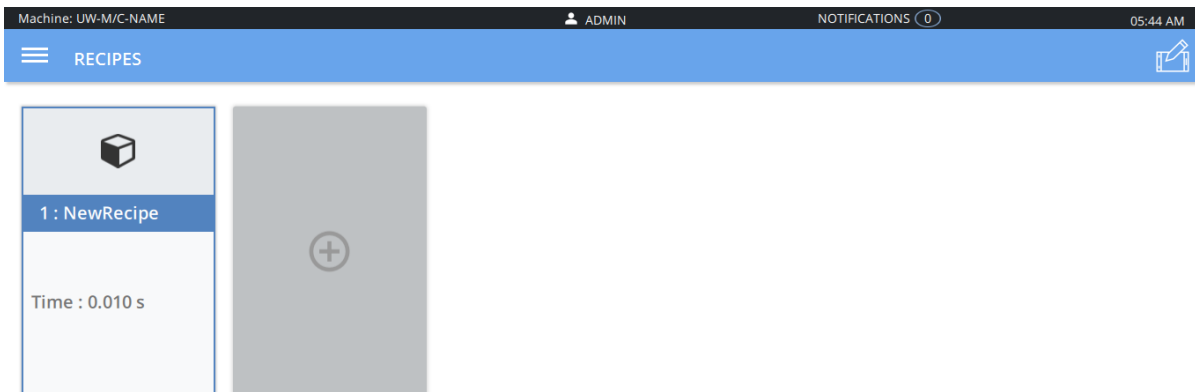 Machine: UW-M/C-NAME ADMIN NOTIFICATIONS 0 05:44 AM
RECIPES
1 : NewRecipe
Time : 0.010 s